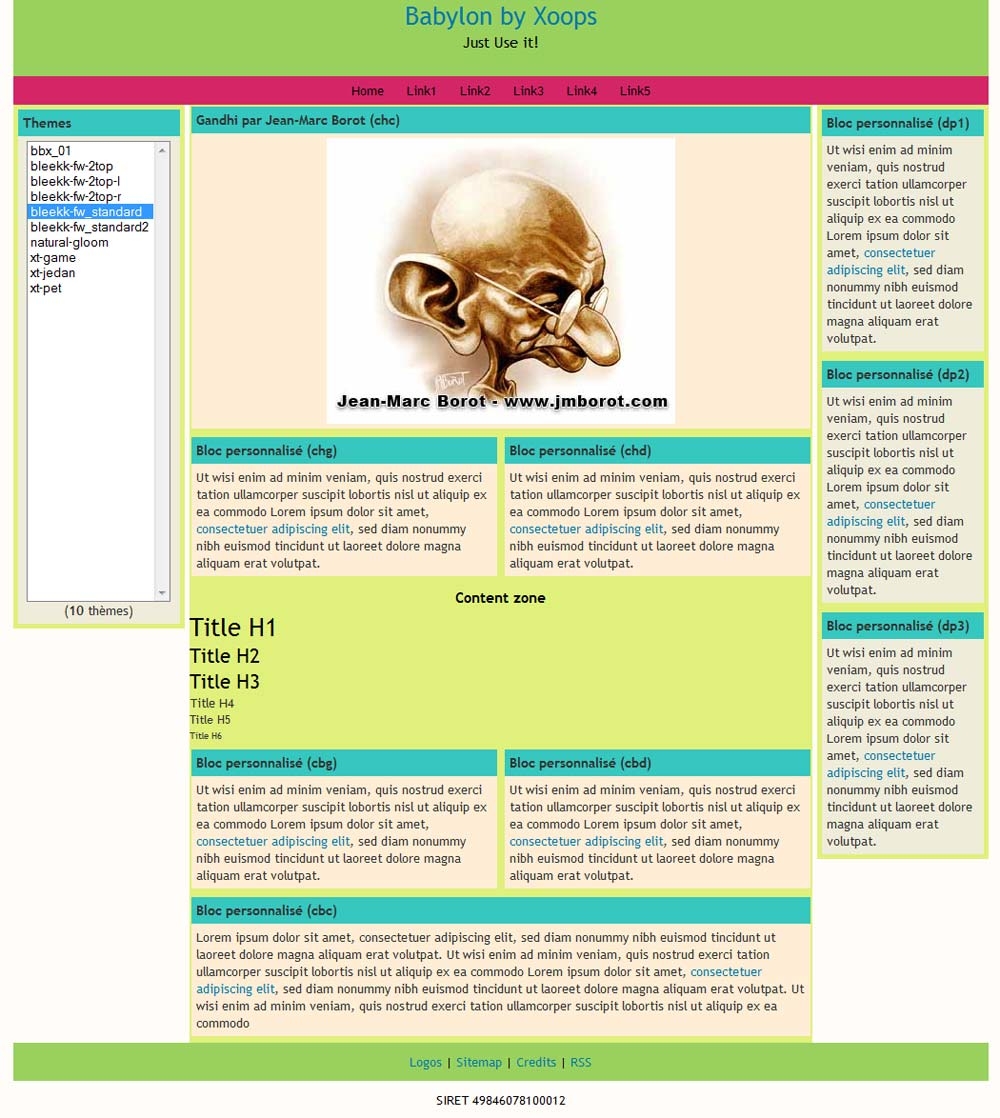 Babylon by Xoops
Just Use it!
Home Link1 Link2 Link3 Link4 Link5
Themes
bbx_01
bleekk-fw-2top
bleekk-fw-2top-l
bleekk-fw-2top-r
bleekk-fw_standard
bleekk-fw_standard2
natural-gloom
xt-game
xt-jedan
xt-pet
(10 thèmes)
Gandhi par Jean-Marc Borot (chc)
Jean-Marc Borot - www.jmborot.com
Bloc personnalisé (chg)
Ut wisi enim ad minim veniam, quis nostrud exerci
tation ullamcorper suscipit lobortis nisl ut aliquip ex
ea commodo Lorem ipsum dolor sit amet,
consectetuer adipiscing elit, sed diam nonummy
nibh euismod tincidunt ut laoreet dolore magna
aliquam erat volutpat.
Bloc personnalisé (chd)
Ut wisi enim ad minim veniam, quis nostrud exerci
tation ullamcorper suscipit lobortis nisl ut aliquip ex
ea commodo Lorem ipsum dolor sit amet,
consectetuer adipiscing elit, sed diam nonummy
nibh euismod tincidunt ut laoreet dolore magna
aliquam erat volutpat.
Content zone
Title H1
Title H2
Title H3
Title H4
Title H5
Title H6
Bloc personnalisé (cbg)
Ut wisi enim ad minim veniam, quis nostrud exerci
tation ullamcorper suscipit lobortis nisl ut aliquip ex
ea commodo Lorem ipsum dolor sit amet,
consectetuer adipiscing elit, sed diam nonummy
nibh euismod tincidunt ut laoreet dolore magna
aliquam erat volutpat.
Bloc personnalisé (cbd)
Ut wisi enim ad minim veniam, quis nostrud exerci
tation ullamcorper suscipit lobortis nisl ut aliquip ex
ea commodo Lorem ipsum dolor sit amet,
consectetuer adipiscing elit, sed diam nonummy
nibh euismod tincidunt ut laoreet dolore magna
aliquam erat volutpat.
Bloc personnalisé (cbc)
Lorem ipsum dolor sit amet, consectetuer adipiscing elit, sed diam nonummy nibh euismod tincidunt ut
laoreet dolore magna aliquam erat volutpat. Ut wisi enim ad minim veniam, quis nostrud exerci tation
ullamcorper suscipit lobortis nisl ut aliquip ex ea commodo Lorem ipsum dolor sit amet, consectetuer
adipiscing elit, sed diam nonummy nibh euismod tincidunt ut laoreet dolore magna aliquam erat volutpat. Ut
wisi enim ad minim veniam, quis nostrud exerci tation ullamcorper suscipit lobortis nisl ut aliquip ex ea
commodo
Bloc personnalisé (dp1)
Ut wisi enim ad minim
veniam, quis nostrud
exerci tation ullamcorper
suscipit lobortis nisl ut
aliquip ex ea commodo
Lorem ipsum dolor sit
amet, consectetuer
adipiscing elit, sed diam
nonummy nibh euismod
tincidunt ut laoreet dolore
magna aliquam erat
volutpat.
Bloc personnalisé (dp2)
Ut wisi enim ad minim
veniam, quis nostrud
exerci tation ullamcorper
suscipit lobortis nisl ut
aliquip ex ea commodo
Lorem ipsum dolor sit
amet, consectetuer
adipiscing elit, sed diam
nonummy nibh euismod
tincidunt ut laoreet dolore
magna aliquam erat
volutpat.
Bloc personnalisé (dp3)
Ut wisi enim ad minim
veniam, quis nostrud
exerci tation ullamcorper
suscipit lobortis nisl ut
aliquip ex ea commodo
Lorem ipsum dolor sit
amet, consectetuer
adipiscing elit, sed diam
nonummy nibh euismod
tincidunt ut laoreet dolore
magna aliquam erat
volutpat.
Logos | Sitemap | Credits | RSS
SIRET 49846078100012